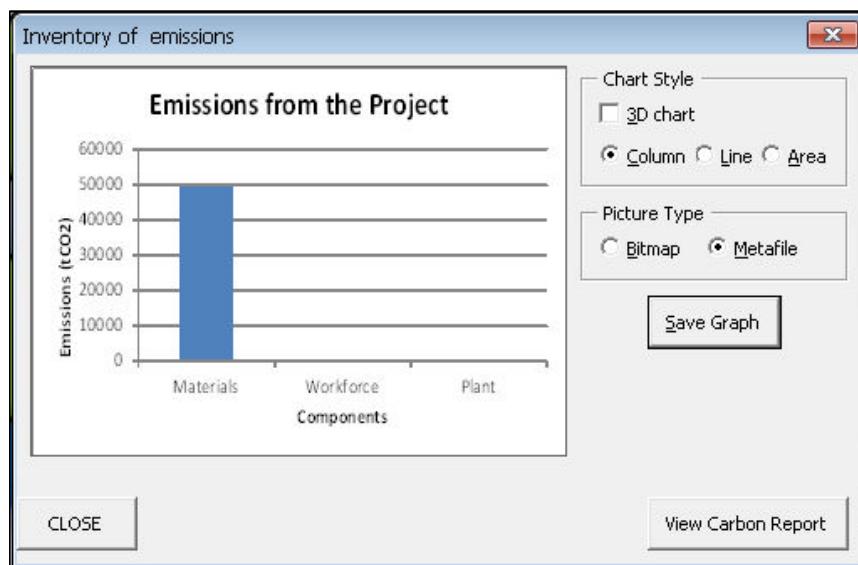 Inventory of emissions
Emissions from the Project
60000
50000
40000
30000
20000
10000
0
Emissions (tCO2)
Materials Workforce Plant
Components
Chart Style
3D chart
Column Line Area
Picture Type
Bitmap Metafile
Save Graph
CLOSE
View Carbon Report